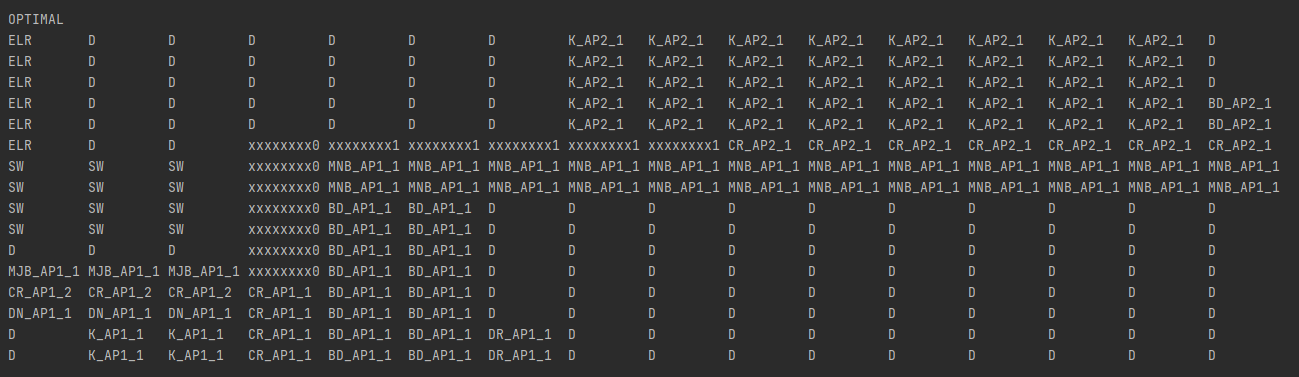 OPTIMAL
ELR D D D D D D K_AP2_1 K_AP2_1 K_AP2_1 K_AP2_1 K_AP2_1 K_AP2_1 K_AP2_1 K_AP2_1 D
ELR D D D D D D K_AP2_1 K_AP2_1 K_AP2_1 K_AP2_1 K_AP2_1 K_AP2_1 K_AP2_1 K_AP2_1 D
ELR D D D D D D K_AP2_1 K_AP2_1 K_AP2_1 K_AP2_1 K_AP2_1 K_AP2_1 K_AP2_1 K_AP2_1 D
ELR D D D D D D K_AP2_1 K_AP2_1 K_AP2_1 K_AP2_1 K_AP2_1 K_AP2_1 K_AP2_1 K_AP2_1 BD_AP2_1
ELR D D D D D D K_AP2_1 K_AP2_1 K_AP2_1 K_AP2_1 K_AP2_1 K_AP2_1 K_AP2_1 K_AP2_1 BD_AP2_1
ELR D D xxxxxxxx0 xxxxxxxx1 xxxxxxxx1 xxxxxxxx1 xxxxxxxx1 xxxxxxxx1 CR_AP2_1 CR_AP2_1 CR_AP2_1 CR_AP2_1 CR_AP2_1 CR_AP2_1 CR_AP2_1
SW SW SW xxxxxxxx0 MNB_AP1_1 MNB_AP1_1 MNB_AP1_1 MNB_AP1_1 MNB_AP1_1 MNB_AP1_1 MNB_AP1_1 MNB_AP1_1 MNB_AP1_1 MNB_AP1_1 MNB_AP1_1 MNB_AP1_1
SW SW SW xxxxxxxx0 MNB_AP1_1 MNB_AP1_1 MNB_AP1_1 MNB_AP1_1 MNB_AP1_1 MNB_AP1_1 MNB_AP1_1 MNB_AP1_1 MNB_AP1_1 MNB_AP1_1 MNB_AP1_1 MNB_AP1_1
SW SW SW xxxxxxxx0 BD_AP1_1 BD_AP1_1 D D D D D D D D D D
SW SW SW xxxxxxxx0 BD_AP1_1 BD_AP1_1 D D D D D D D D D D
D D D xxxxxxxx0 BD_AP1_1 BD_AP1_1 D D D D D D D D D D
MJB_AP1_1 MJB_AP1_1 MJB_AP1_1 xxxxxxxx0 BD_AP1_1 BD_AP1_1 D D D D D D D D D D
CR_AP1_2 CR_AP1_2 CR_AP1_2 CR_AP1_1 BD_AP1_1 BD_AP1_1 D D D D D D D D D D
DN_AP1_1 DN_AP1_1 DN_AP1_1 CR_AP1_1 BD_AP1_1 BD_AP1_1 D D D D D D D D D D
D K_AP1_1 K_AP1_1 CR_AP1_1 BD_AP1_1 BD_AP1_1 DR_AP1_1 D D D D D D D D D
D K_AP1_1 K_AP1_1 CR_AP1_1 BD_AP1_1 BD_AP1_1 DR_AP1_1 D D D D D D D D D